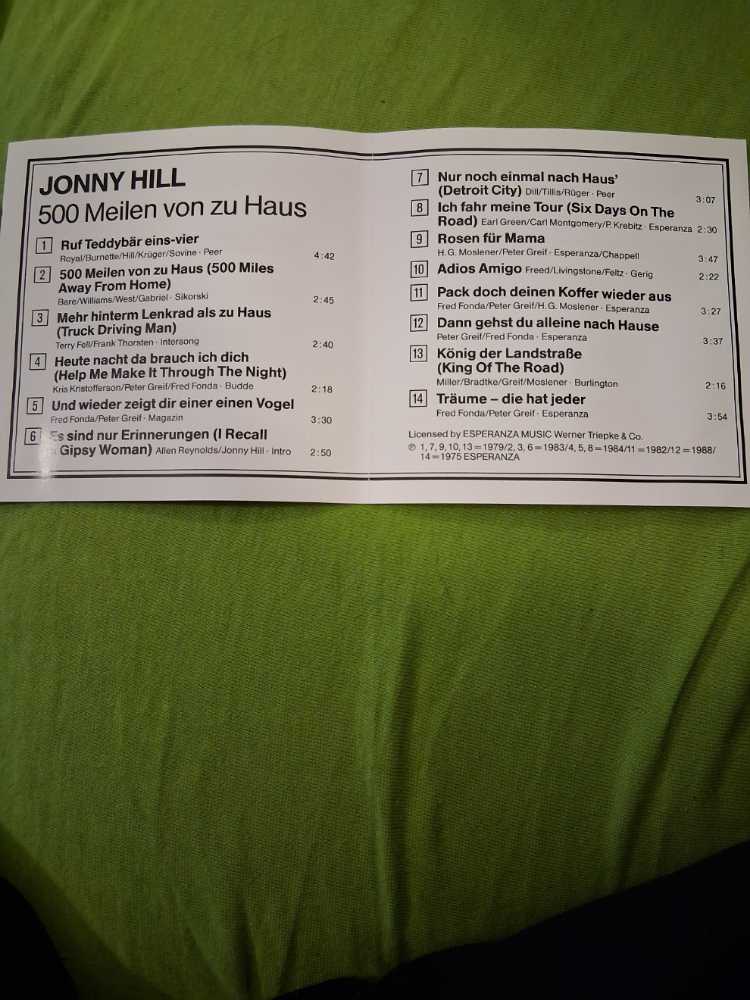 JONNY HILL
500 Meilen von zu Haus
1 Ruf Teddybär eins-vier
Royal/Burnette/Hill/Krüger/Sovine · Peer 4:42
2 500 Meilen von zu Haus (500 Miles
Away From Home)
Bare/Williams/West/Gabriel · Sikorski 2:45
3 Mehr hinterm Lenkrad als zu Haus
(Truck Driving Man)
Terry Fell/Frank Thorsten · Intersong 2:40
4 Heute nacht da brauch ich dich
(Help Me Make It Through The Night)
Kris Kristofferson/Peter Greif/Fred Fonda · Budde 2:18
5 Und wieder zeigt dir einer einen Vogel
Fred Fonda/Peter Greif · Magazin 3:30
6 Es sind nur Erinnerungen (I Recall
Gipsy Woman) Allen Reynolds/Jonny Hill · Intro 2:50
7 Nur noch einmal nach Haus'
(Detroit City) Dill/Tillis/Rüger · Peer 3:07
8 Ich fahr meine Tour (Six Days On The
Road) Earl Green/Carl Montgomery/P. Krebitz · Esperanza 2:30
9 Rosen für Mama
H.G. Moslener/Peter Greif · Esperanza/Chappell 3:47
10 Adios Amigo Freed/Livingstone/Feltz · Gerig 2:22
11 Pack doch deinen Koffer wieder aus
Fred Fonda/Peter Greif/H.G. Moslener · Esperanza 3:27
12 Dann gehst du alleine nach Hause
Peter Greif/Fred Fonda · Esperanza 3:37
13 König der Landstraße
(King Of The Road)
Miller/Bradtke/Greif/Moslener · Burlington 2:16
14 Träume – die hat jeder
Fred Fonda/Peter Greif · Esperanza 3:54
Licensed by ESPERANZA MUSIC Werner Triepke & Co.
℗ 1, 7, 9, 10, 13 = 1979/2, 3, 6 = 1983/4, 5, 8 = 1984/11 = 1982/12 = 1988/
14 = 1975 ESPERANZA